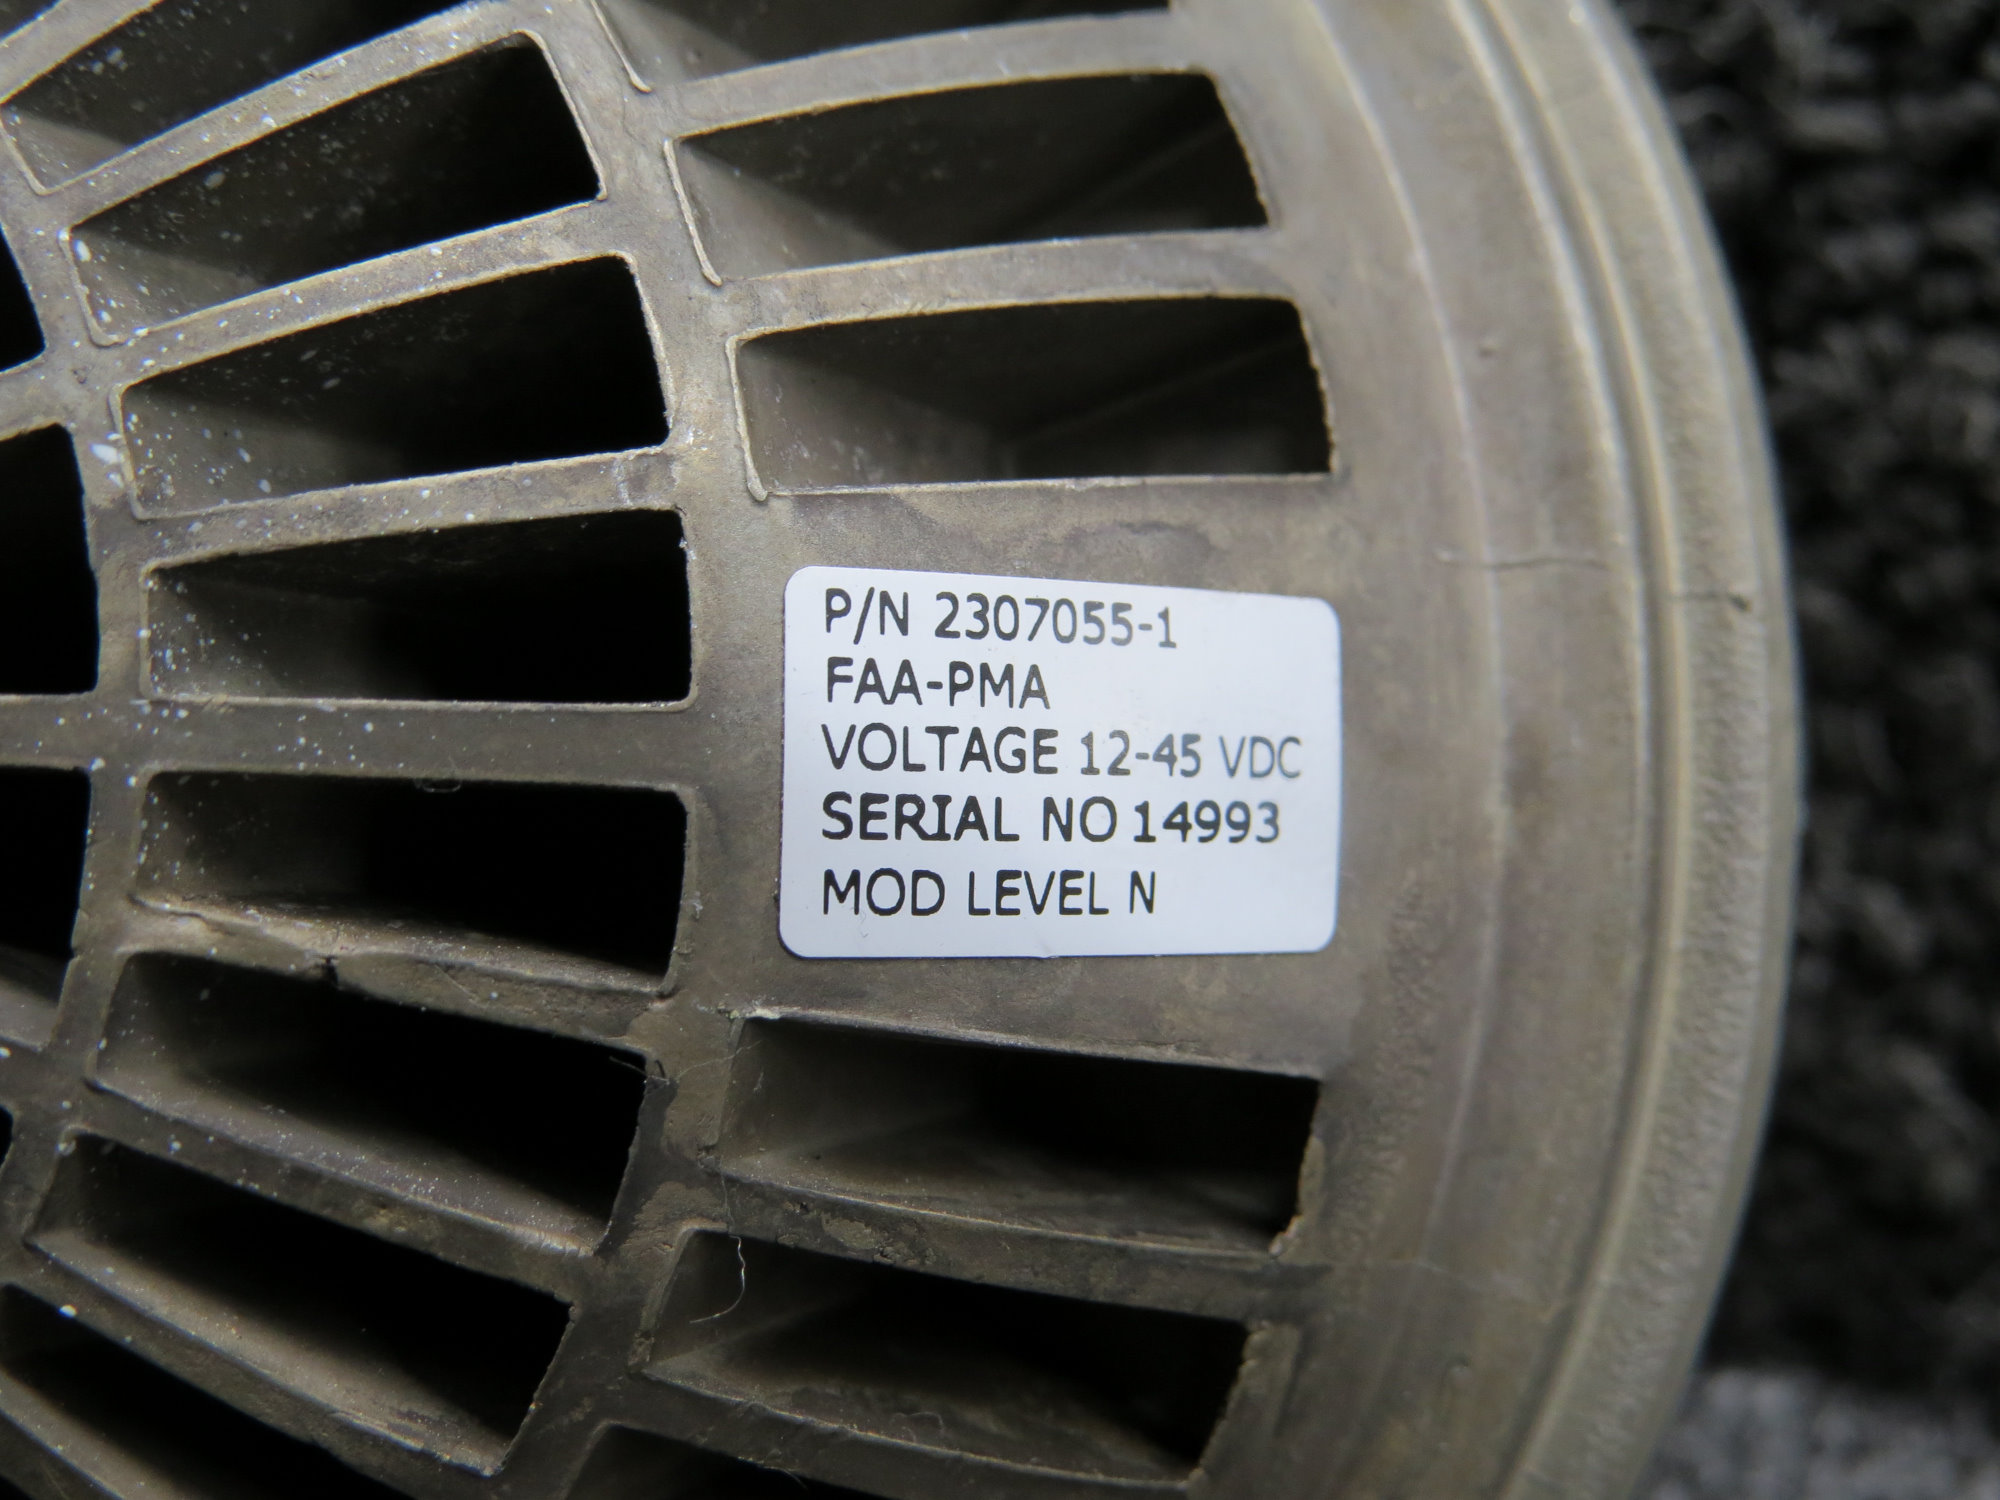 P/N 2307055-1
FAA-PMA
VOLTAGE 12-45 VDC
SERIAL NO 14993
MOD LEVEL N